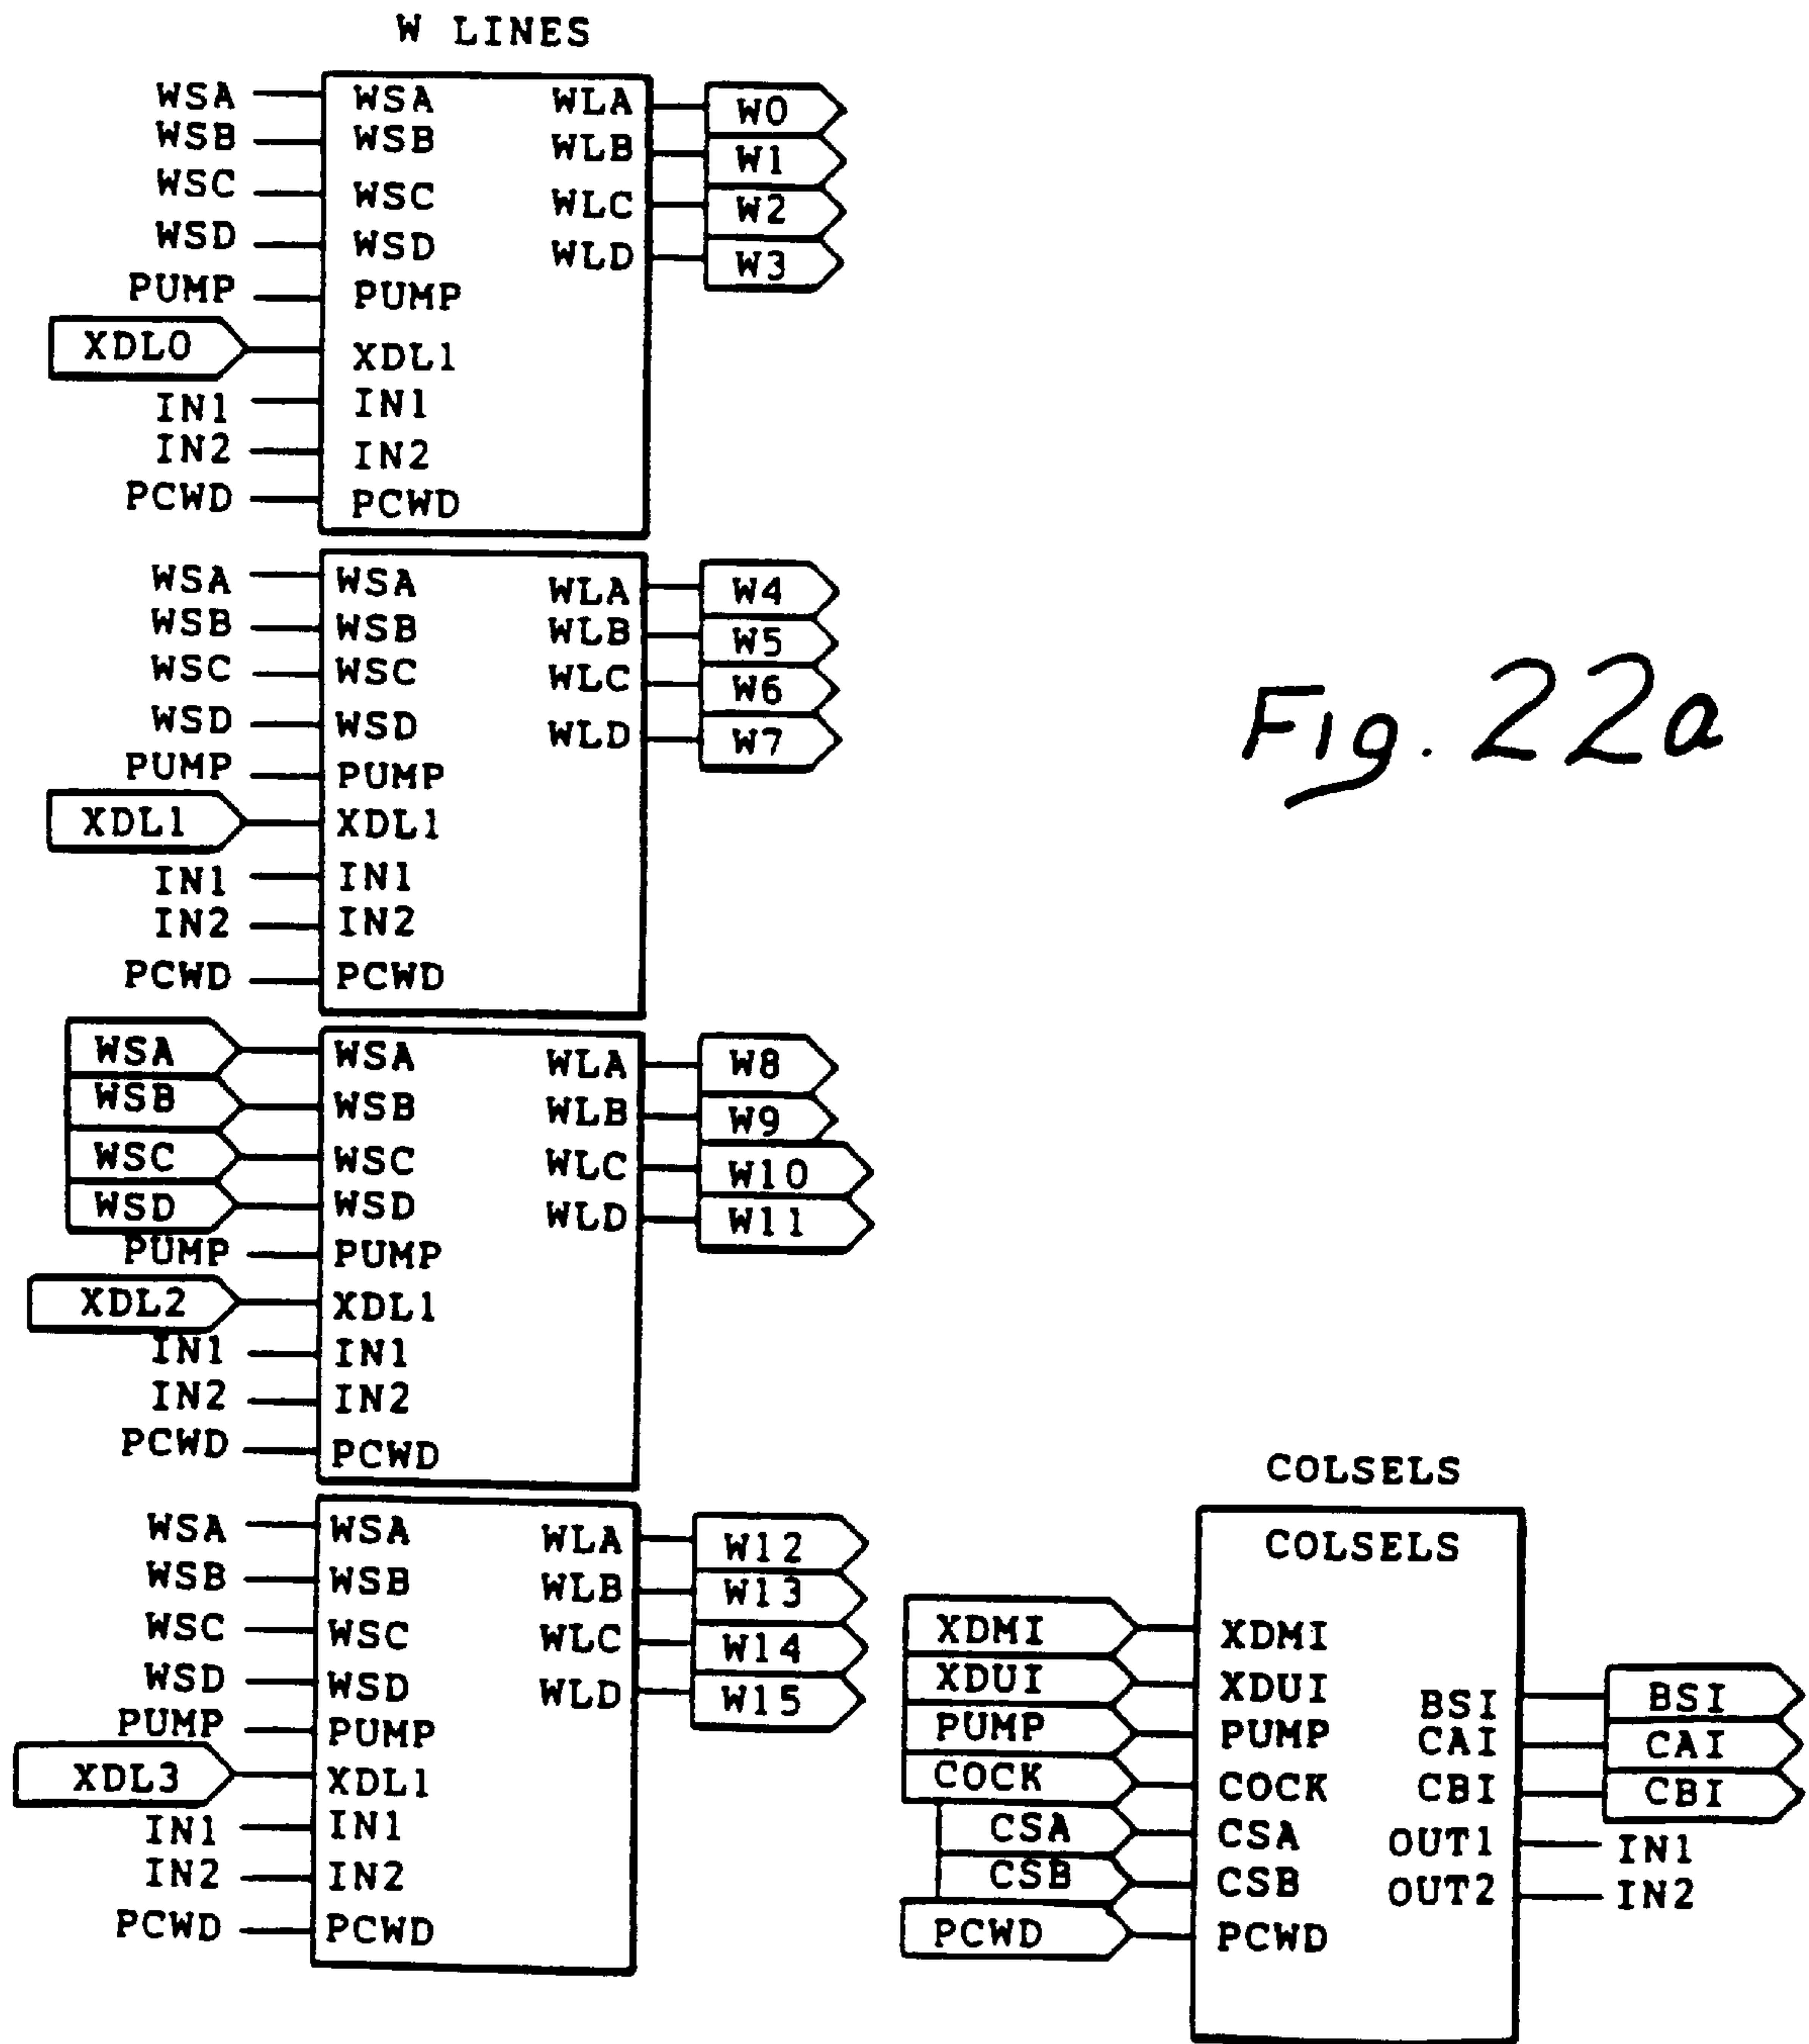 W LINES
WSA WSA WLA W0
WSB WSB WLB W1
WSC WSC WLC W2
WSD WSD WLD W3
PUMP PUMP
XDL0 XDL1
IN1 IN1
IN2 IN2
PCWD PCWD
WSA WSA WLA W4
WSB WSB WLB W5
WSC WSC WLC W6
WSD WSD WLD W7
PUMP PUMP
XDL1 XDL1
IN1 IN1
IN2 IN2
PCWD PCWD
Fig. 22a
WSA WSA WLA W8
WSB WSB WLB W9
WSC WSC WLC W10
WSD WSD WLD W11
PUMP PUMP
XDL2 XDL1
IN1 IN1
IN2 IN2
PCWD PCWD
WSA WSA WLA W12
WSB WSB WLB W13
WSC WSC WLC W14
WSD WSD WLD W15
PUMP PUMP
XDL3 XDL1
IN1 IN1
IN2 IN2
PCWD PCWD
COLSELS
COLSELS
XDMI XDMI
XDUI XDUI BSI BSI
PUMP PUMP CAI CAI
COCK COCK CBI CBI
CSA CSA OUT1 IN1
CSB CSB OUT2 IN2
PCWD PCWD